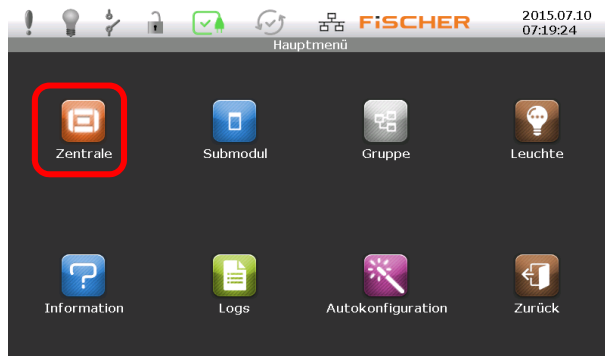 FiSCHER
2015.07.10
07:19:24
Hauptmenü
Zentrale
Submodul
Gruppe
Leuchte
Information
Logs
Autokonfiguration
Zurück